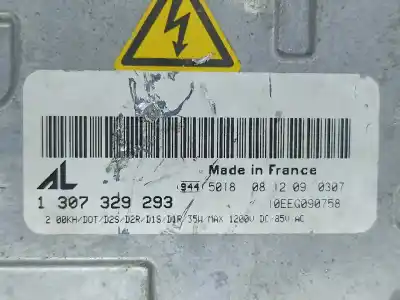 Made in France
AL
944 5018 08 12 09 0307
1 307 329 293
10EEG090758
2 00KH/DOT/D2S/D2R/D1S/D1R 35W MAX 1200V DC/85V AC